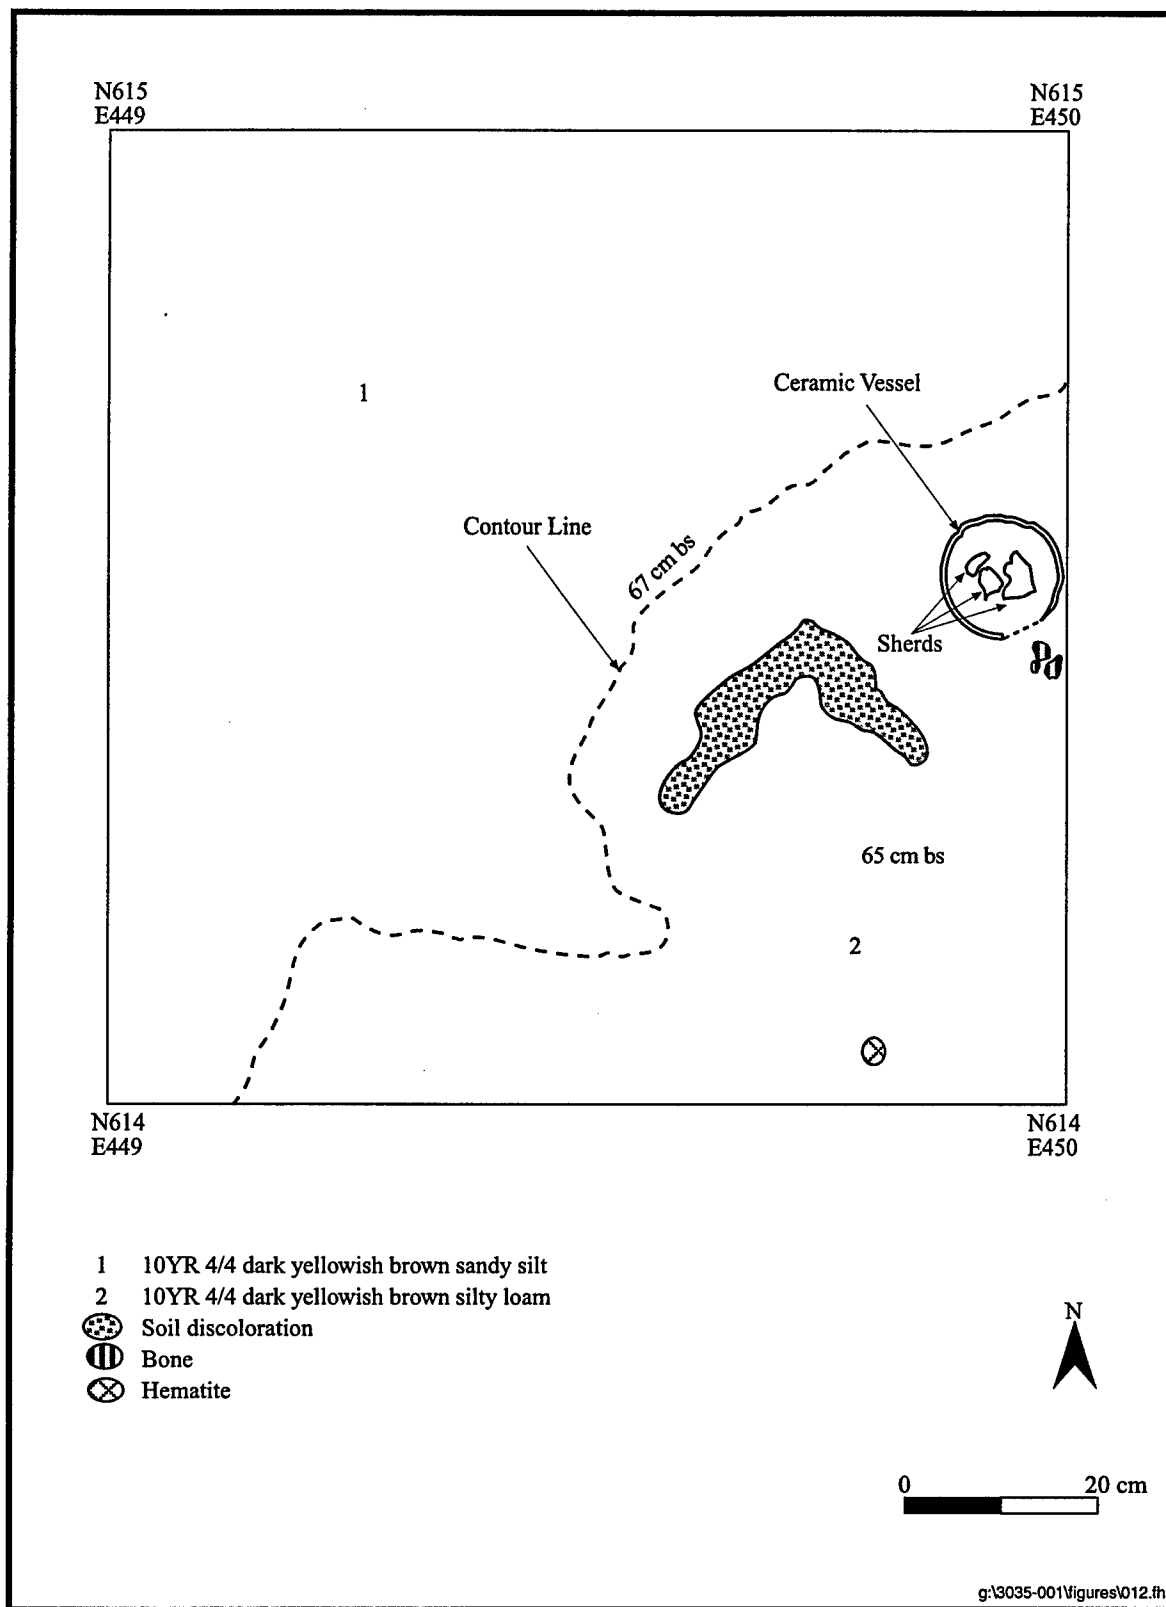 N615
E449
N615
E450
1
Ceramic Vessel
Contour Line
67 cm bs
Sherds
65 cm bs
2
N614
E449
N614
E450
1 10YR 4/4 dark yellowish brown sandy silt
2 10YR 4/4 dark yellowish brown silty loam
Soil discoloration
Bone
Hematite
N
0 20 cm
g:\3035-001\figures\012.fh